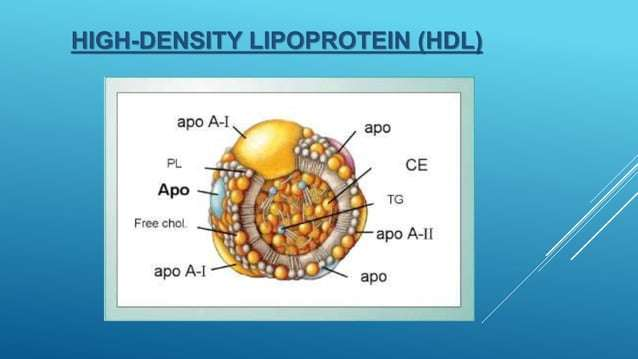 HIGH-DENSITY LIPOPROTEIN (HDL)
apo A-I
apo
PL
CE
Apo
TG
Free chol.
apo A-II
apo A-I
apo